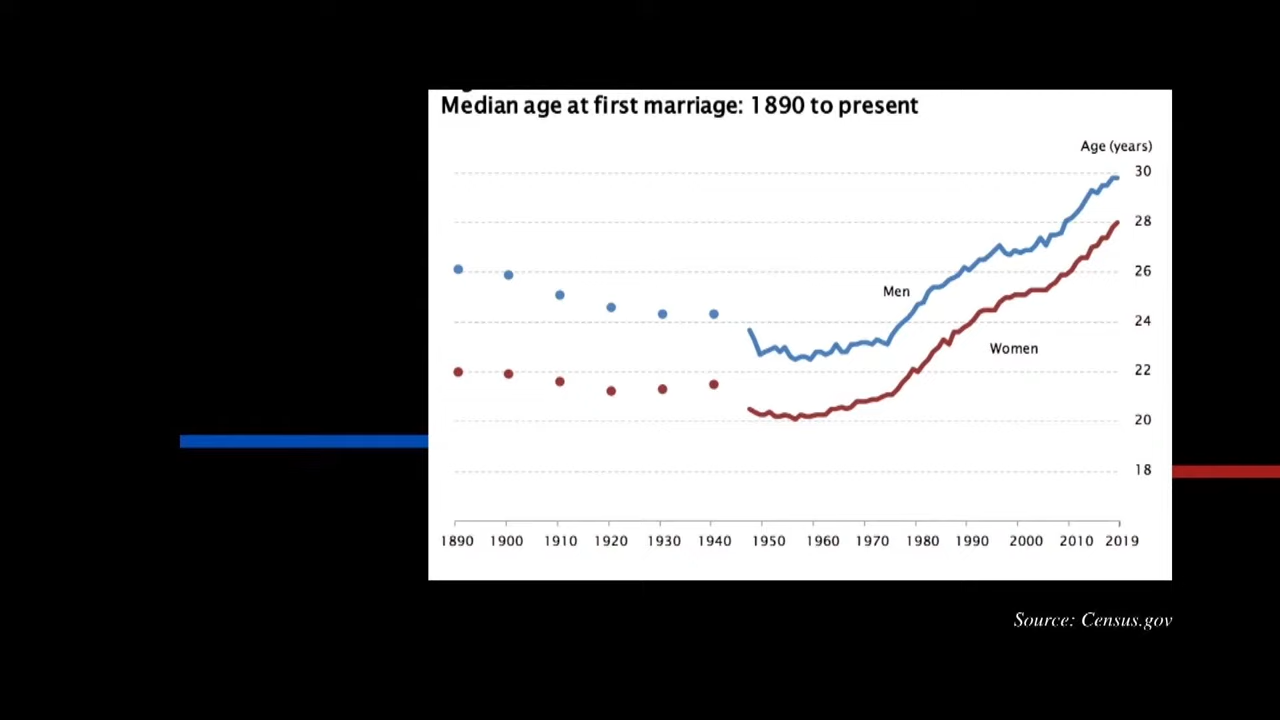 Median age at first marriage: 1890 to present
Age (years)
30
28
26
Men
24
Women
22
20
18
1890 1900 1910 1920 1930 1940 1950 1960 1970 1980 1990 2000 2010 2019
Source: Census.gov